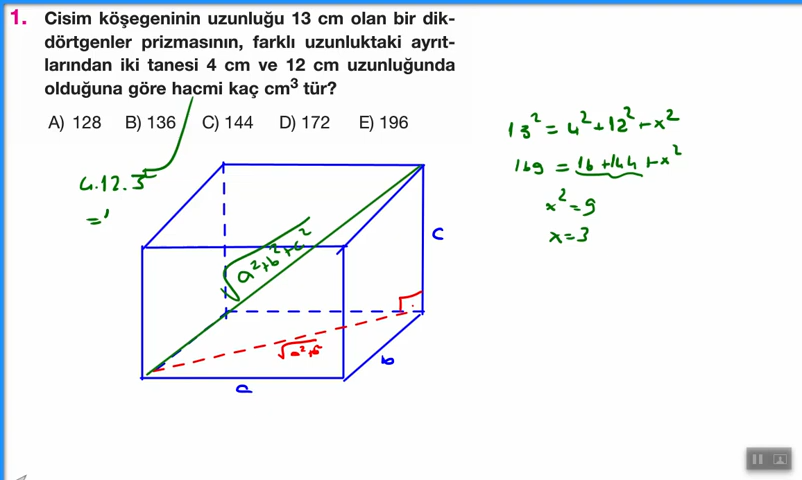 1. Cisim köşegeninin uzunluğu 13 cm olan bir dik-
dörtgenler prizmasının, farklı uzunluktaki ayrıt-
larından iki tanesi 4 cm ve 12 cm uzunluğunda
olduğuna göre hacmi kaç cm³ tür?
A) 128 B) 136 C) 144 D) 172 E) 196
13² = 4² + 12² + x²
169 = 16 + 144 + x²
x² = 9
x = 3
4.12.3
=
√a²+b²+c²
c
√a²+b²
b
a